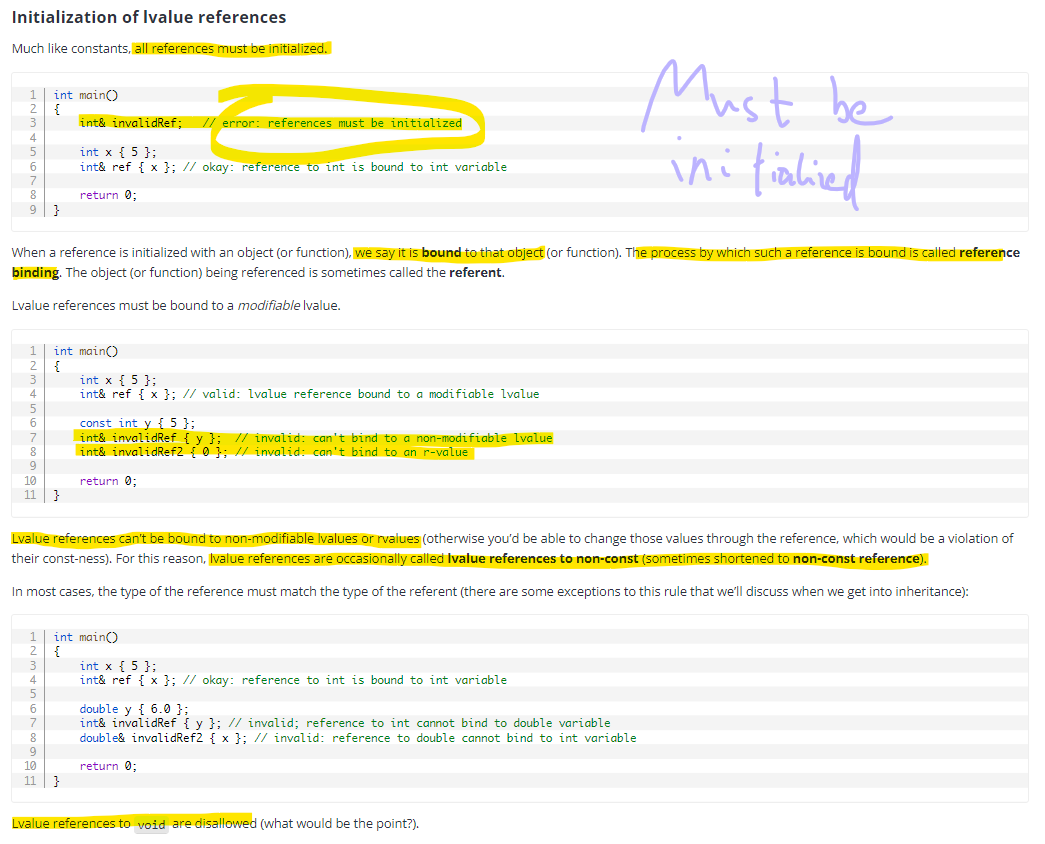 Initialization of lvalue references
Much like constants, all references must be initialized.
1 int main()
2 {
3     int& invalidRef;   // error: references must be initialized
4
5     int x { 5 };
6     int& ref { x }; // okay: reference to int is bound to int variable
7
8     return 0;
9 }
Must be
initialized
When a reference is initialized with an object (or function), we say it is bound to that object (or function). The process by which such a reference is bound is called reference
binding. The object (or function) being referenced is sometimes called the referent.
Lvalue references must be bound to a modifiable lvalue.
1 int main()
2 {
3     int x { 5 };
4     int& ref { x }; // valid: lvalue reference bound to a modifiable lvalue
5
6     const int y { 5 };
7     int& invalidRef { y };  // invalid: can't bind to a non-modifiable lvalue
8     int& invalidRef2 { 0 }; // invalid: can't bind to an r-value
9
10     return 0;
11 }
Lvalue references can't be bound to non-modifiable lvalues or rvalues (otherwise you'd be able to change those values through the reference, which would be a violation of
their const-ness). For this reason, lvalue references are occasionally called lvalue references to non-const (sometimes shortened to non-const reference).
In most cases, the type of the reference must match the type of the referent (there are some exceptions to this rule that we'll discuss when we get into inheritance):
1 int main()
2 {
3     int x { 5 };
4     int& ref { x }; // okay: reference to int is bound to int variable
5
6     double y { 6.0 };
7     int& invalidRef { y }; // invalid; reference to int cannot bind to double variable
8     double& invalidRef2 { x }; // invalid: reference to double cannot bind to int variable
9
10     return 0;
11 }
Lvalue references to void are disallowed (what would be the point?).